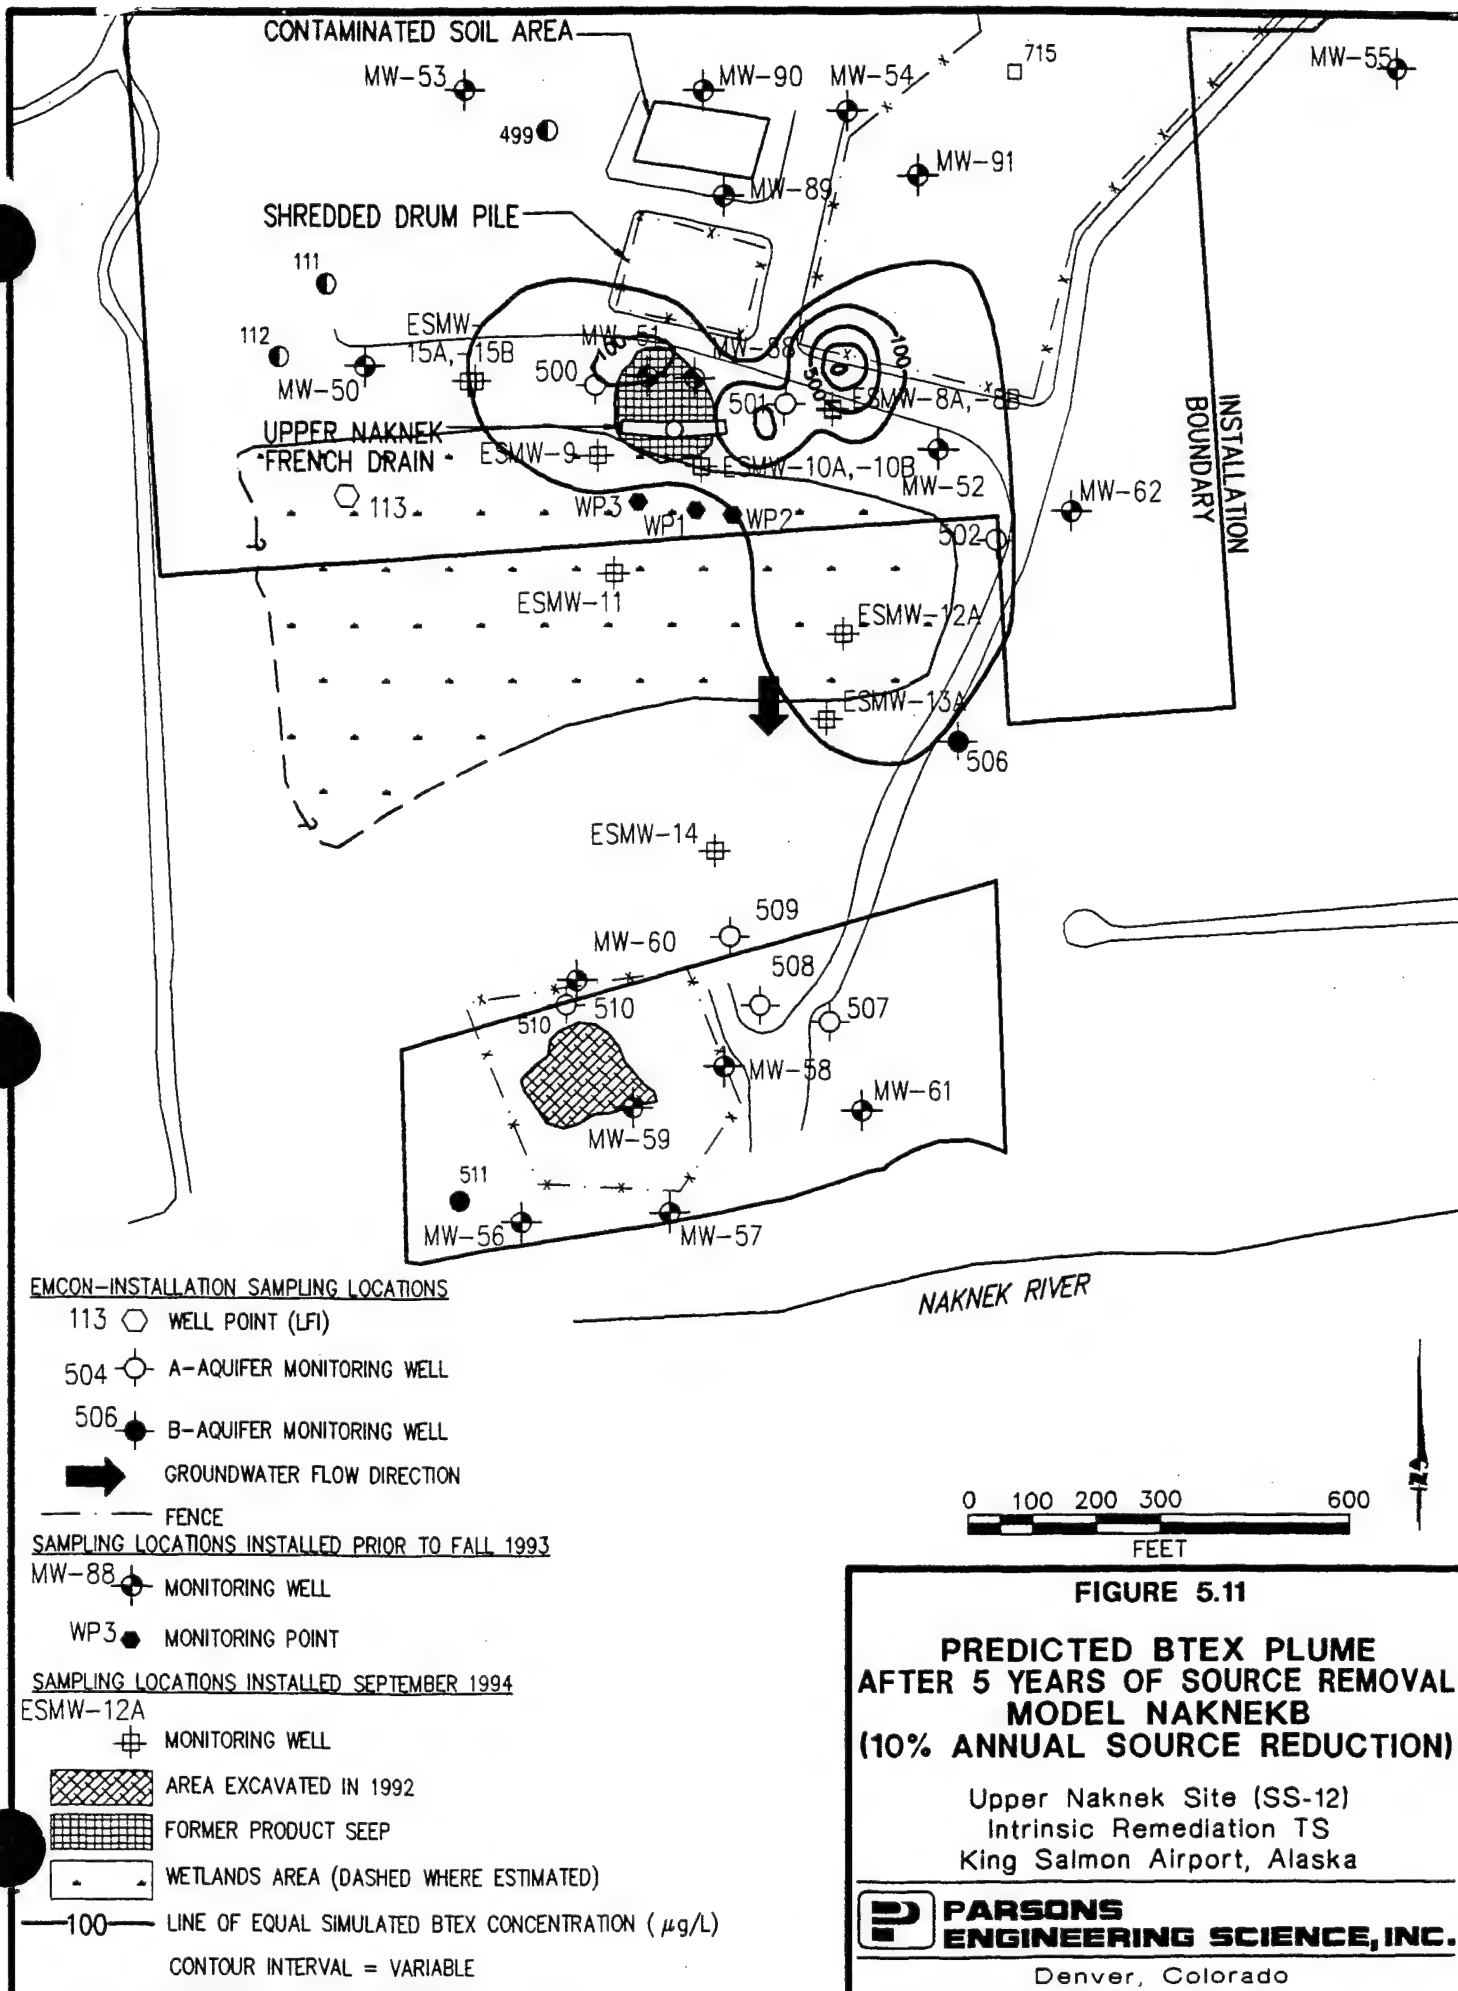 CONTAMINATED SOIL AREA
MW-53
MW-90
MW-54
715
MW-55
499
MW-91
MW-89
SHREDDED DRUM PILE
111
112
ESMW-
15A,-15B
MW-51
MW-88
100
100
500
MW-50
500
501
ESMW-8A,-8B
UPPER NAKNEK
FRENCH DRAIN
ESMW-9
ESMW-10A,-10B
MW-52
INSTALLATION
BOUNDARY
113
WP3
WP1
WP2
MW-62
502
ESMW-11
ESMW-12A
ESMW-13A
506
ESMW-14
509
MW-60
508
510
510
507
MW-58
MW-61
MW-59
511
MW-56
MW-57
NAKNEK RIVER
EMCON-INSTALLATION SAMPLING LOCATIONS
113 WELL POINT (LFI)
504 A-AQUIFER MONITORING WELL
506 B-AQUIFER MONITORING WELL
GROUNDWATER FLOW DIRECTION
FENCE
SAMPLING LOCATIONS INSTALLED PRIOR TO FALL 1993
MW-88 MONITORING WELL
WP3 MONITORING POINT
SAMPLING LOCATIONS INSTALLED SEPTEMBER 1994
ESMW-12A
MONITORING WELL
AREA EXCAVATED IN 1992
FORMER PRODUCT SEEP
WETLANDS AREA (DASHED WHERE ESTIMATED)
100 LINE OF EQUAL SIMULATED BTEX CONCENTRATION (µg/L)
CONTOUR INTERVAL = VARIABLE
N
0 100 200 300 600
FEET
FIGURE 5.11
PREDICTED BTEX PLUME
AFTER 5 YEARS OF SOURCE REMOVAL
MODEL NAKNEKB
(10% ANNUAL SOURCE REDUCTION)
Upper Naknek Site (SS-12)
Intrinsic Remediation TS
King Salmon Airport, Alaska
PARSONS
ENGINEERING SCIENCE, INC.
Denver, Colorado